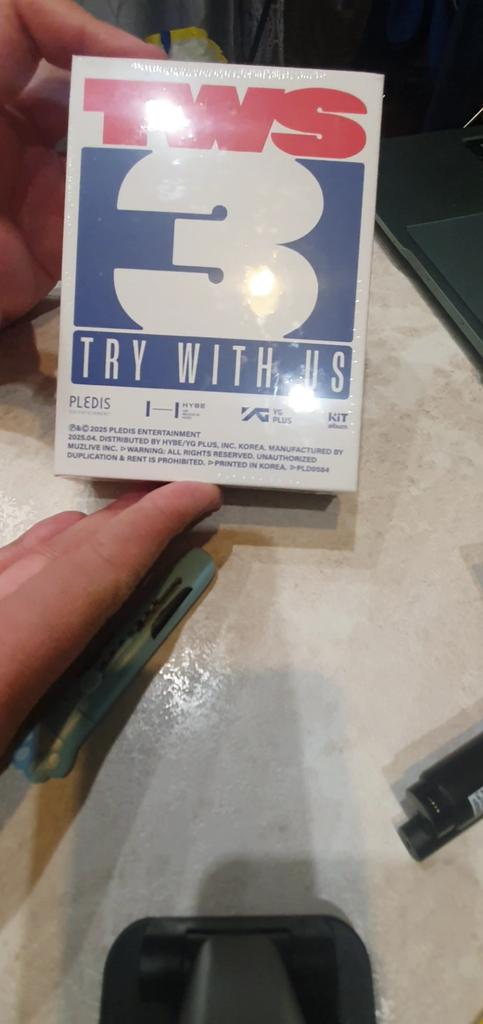 TWS
3
TRY WITH US
PLEDIS
HYBE
YG PLUS
KiT album
℗&© 2025 PLEDIS ENTERTAINMENT
2025.04. DISTRIBUTED BY HYBE/YG PLUS, INC. KOREA. MANUFACTURED BY
MUZLIVE INC. ▷WARNING: ALL RIGHTS RESERVED. UNAUTHORIZED
DUPLICATION & RENT IS PROHIBITED. ▷PRINTED IN KOREA. ▷PLD0584